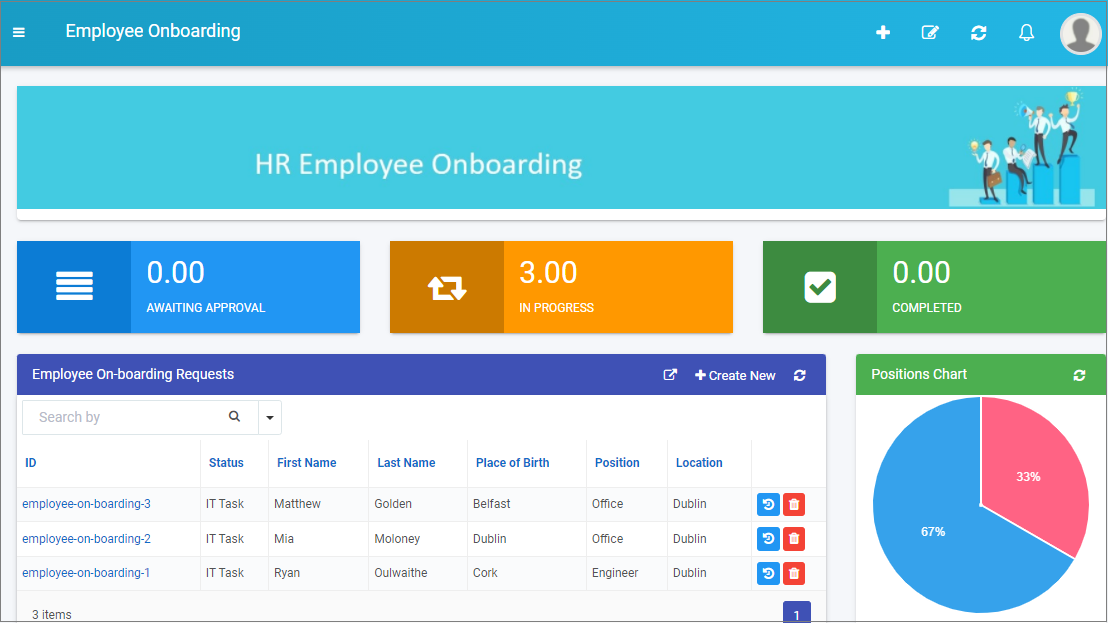 Employee Onboarding
HR Employee Onboarding
0.00
AWAITING APPROVAL
3.00
IN PROGRESS
0.00
COMPLETED
Employee On-boarding Requests
Create New
Search by
ID Status First Name Last Name Place of Birth Position Location
employee-on-boarding-3 IT Task Matthew Golden Belfast Office Dublin
employee-on-boarding-2 IT Task Mia Moloney Dublin Office Dublin
employee-on-boarding-1 IT Task Ryan Oulwaithe Cork Engineer Dublin
3 items
1
Positions Chart
33%
67%